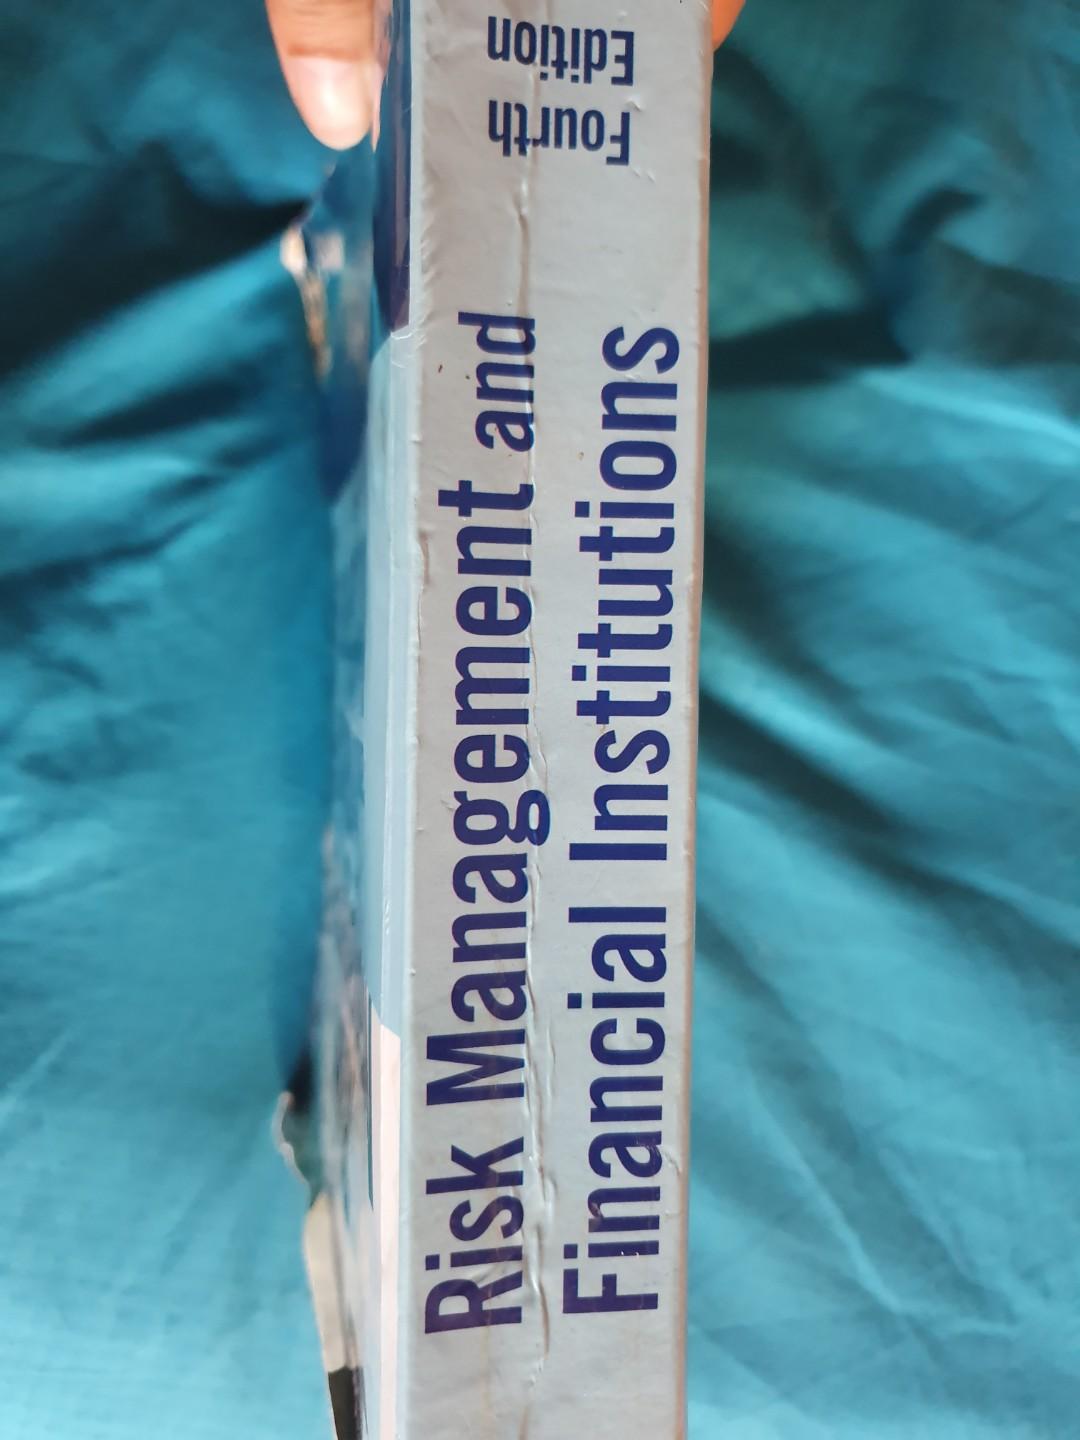 Risk Management and
Financial Institutions
Fourth
Edition